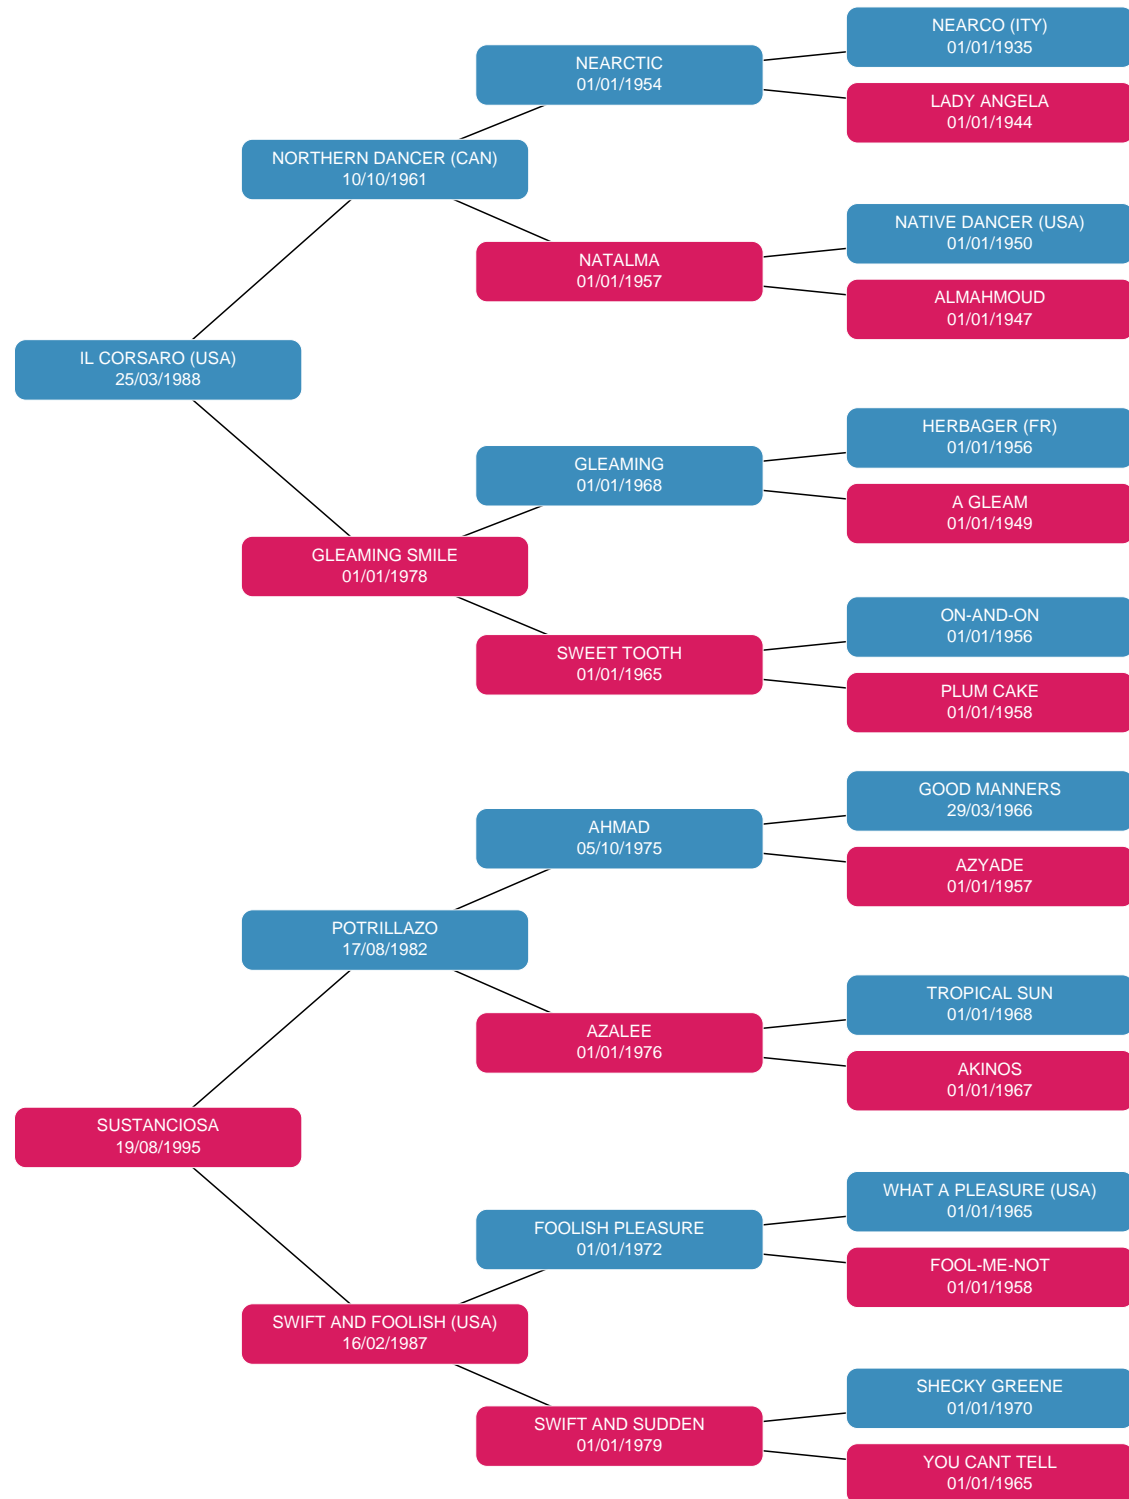 NEARCO (ITY)
01/01/1935
NEARCTIC
01/01/1954
LADY ANGELA
01/01/1944
NORTHERN DANCER (CAN)
10/10/1961
NATIVE DANCER (USA)
01/01/1950
NATALMA
01/01/1957
ALMAHMOUD
01/01/1947
IL CORSARO (USA)
25/03/1988
HERBAGER (FR)
01/01/1956
GLEAMING
01/01/1968
A GLEAM
01/01/1949
GLEAMING SMILE
01/01/1978
ON-AND-ON
01/01/1956
SWEET TOOTH
01/01/1965
PLUM CAKE
01/01/1958
GOOD MANNERS
29/03/1966
AHMAD
05/10/1975
AZYADE
01/01/1957
POTRILLAZO
17/08/1982
TROPICAL SUN
01/01/1968
AZALEE
01/01/1976
AKINOS
01/01/1967
SUSTANCIOSA
19/08/1995
WHAT A PLEASURE (USA)
01/01/1965
FOOLISH PLEASURE
01/01/1972
FOOL-ME-NOT
01/01/1958
SWIFT AND FOOLISH (USA)
16/02/1987
SHECKY GREENE
01/01/1970
SWIFT AND SUDDEN
01/01/1979
YOU CANT TELL
01/01/1965